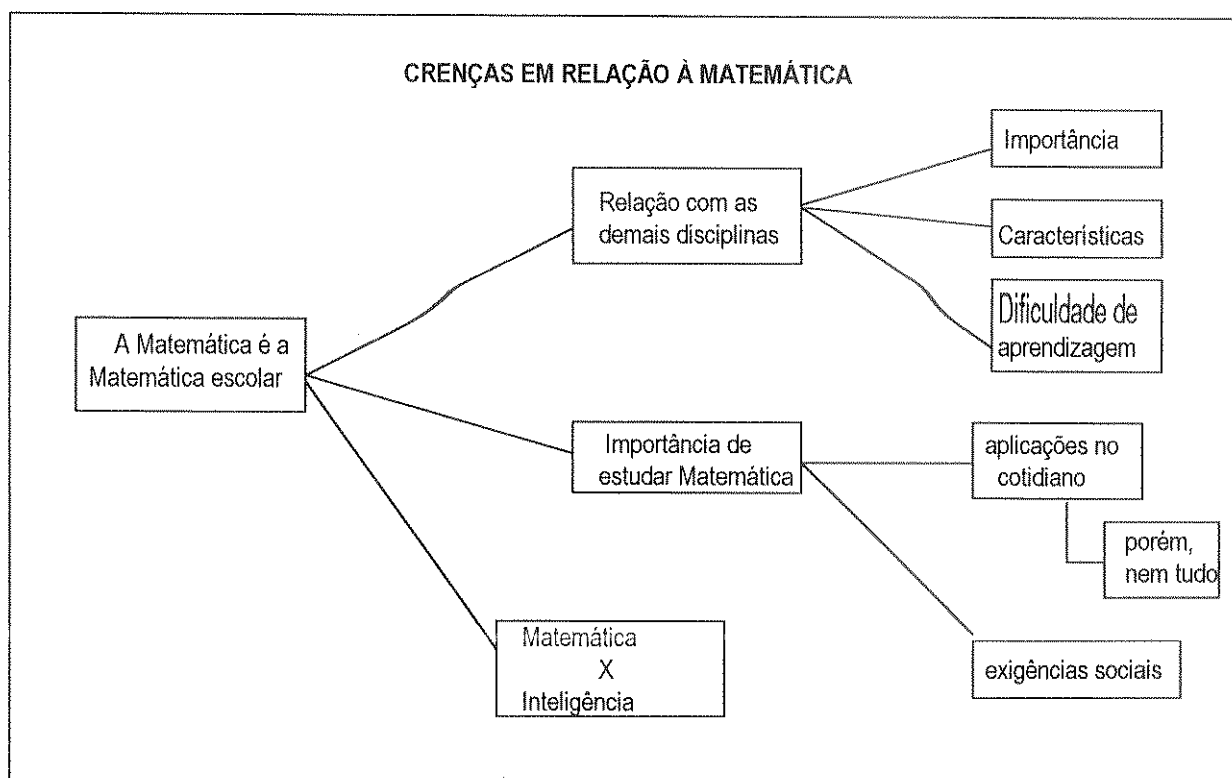 CRENÇAS EM RELAÇÃO À MATEMÁTICA
Importância
Relação com as
demais disciplinas
Características
Dificuldade de
aprendizagem
A Matemática é a
Matemática escolar
Importância de
estudar Matemática
aplicações no
cotidiano
porém,
nem tudo
Matemática
X
Inteligência
exigências sociais